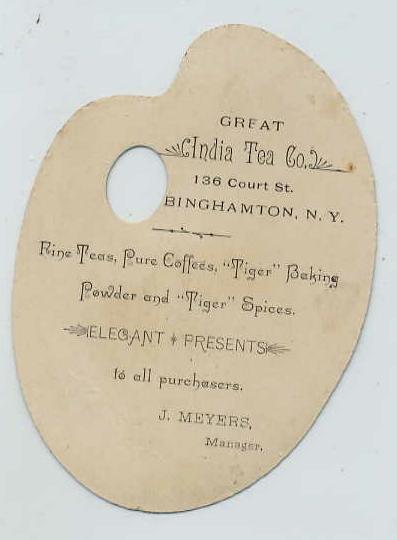 GREAT
India Tea Co.
136 Court St.
BINGHAMTON, N. Y.
Fine Teas, Pure Coffees, "Tiger" Baking
Powder and "Tiger" Spices.
ELEGANT PRESENTS
to all purchasers.
J. MEYERS,
Manager.